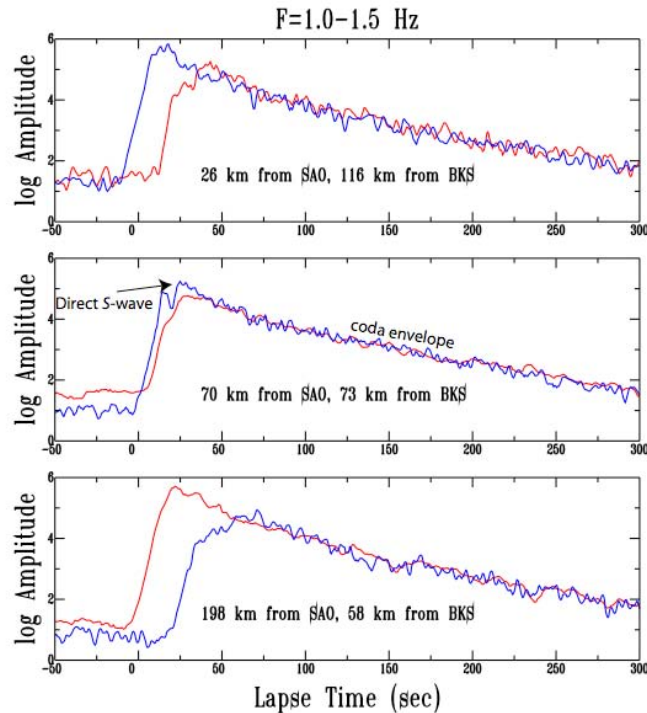 F=1.0-1.5 Hz
log Amplitude
6
4
2
0
-50 0 50 100 150 200 250 300
26 km from SAO, 116 km from BKS
log Amplitude
6
4
2
0
-50 0 50 100 150 200 250 300
Direct S-wave
coda envelope
70 km from SAO, 73 km from BKS
log Amplitude
6
4
2
0
-50 0 50 100 150 200 250 300
198 km from SAO, 58 km from BKS
Lapse Time (sec)